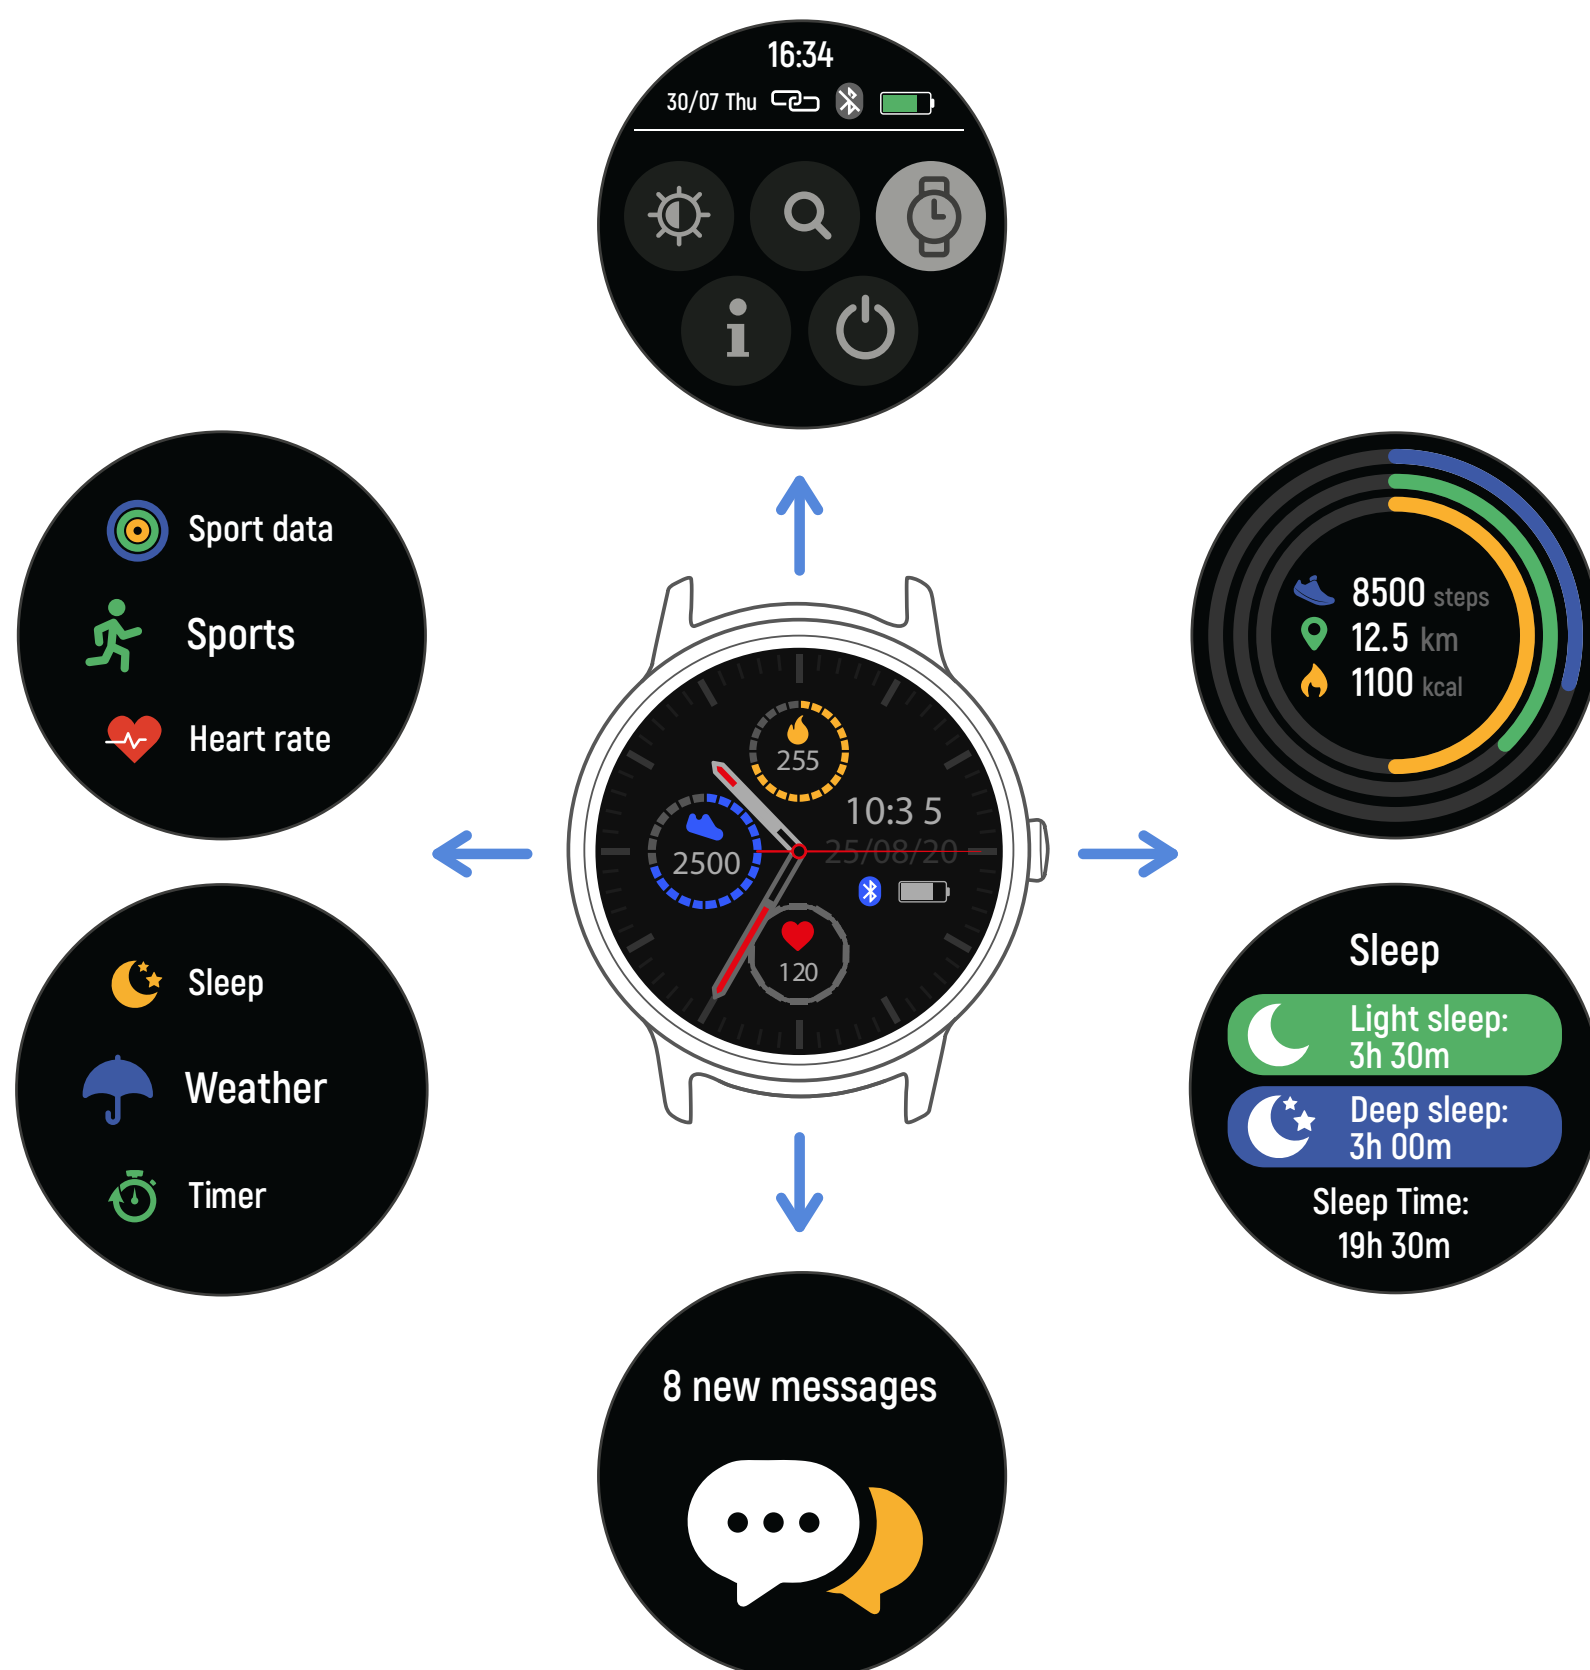 16:34
30/07 Thu
Sport data
Sports
Heart rate
8500 steps
12.5 km
1100 kcal
255
10:3 5
2500
25/08/20
120
Sleep
Weather
Timer
Sleep
Light sleep:
3h 30m
Deep sleep:
3h 00m
Sleep Time:
19h 30m
8 new messages